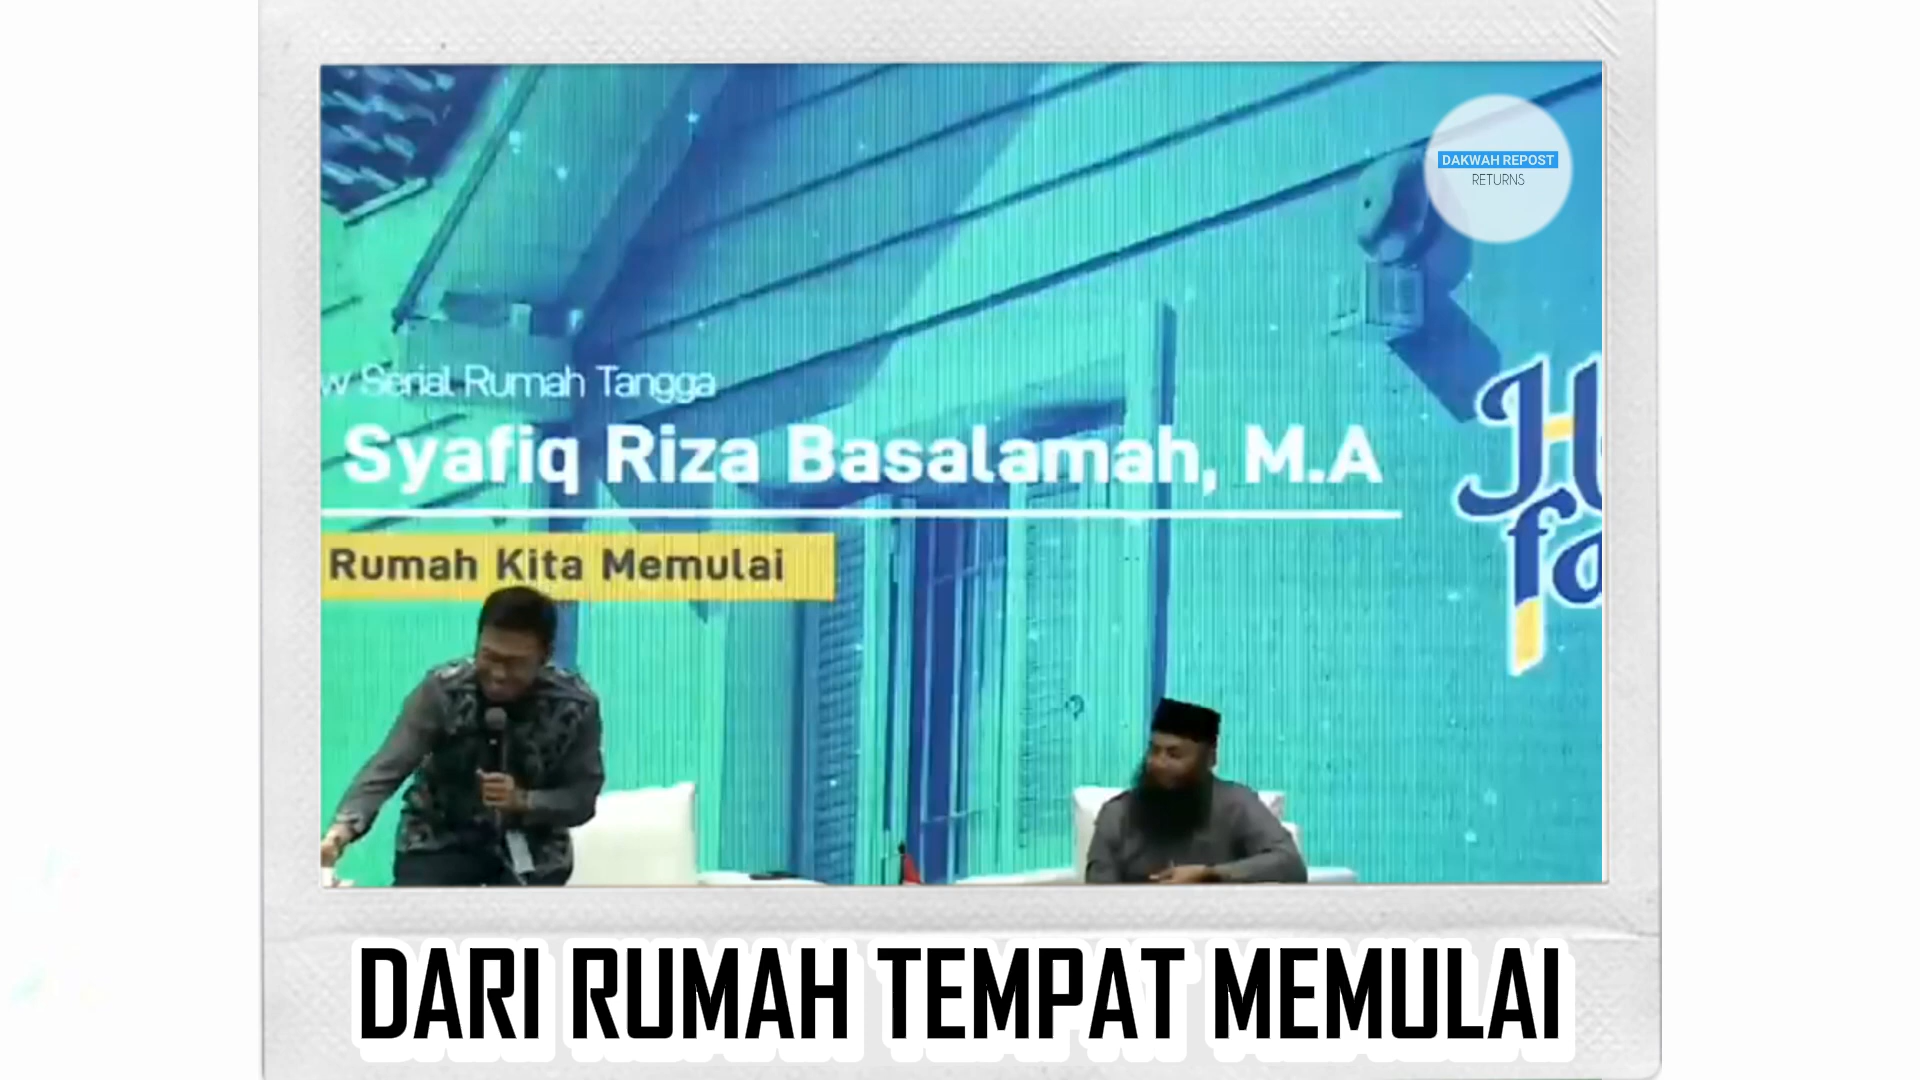 DAKWAH REPOST
RETURNS
w Serial Rumah Tangga
Syafiq Riza Basalamah, M.A
Rumah Kita Memulai
DARI RUMAH TEMPAT MEMULAI